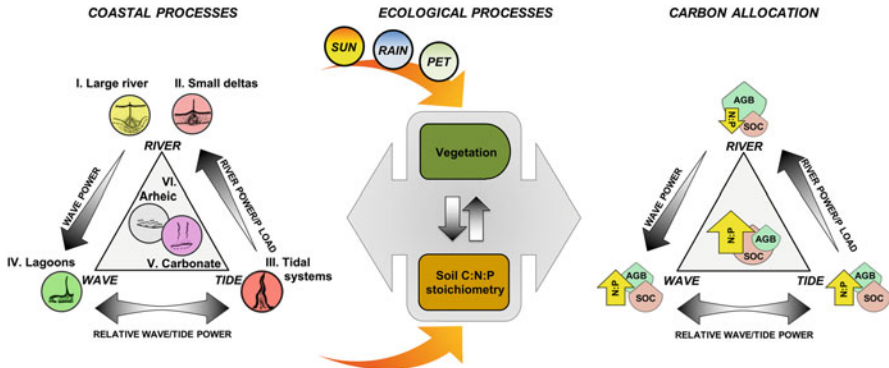 COASTAL PROCESSES
ECOLOGICAL PROCESSES
CARBON ALLOCATION
I. Large river
II. Small deltas
RIVER
WAVE POWER
RIVER POWER/P LOAD
VI.
Arheic
V. Carbonate
IV. Lagoons
WAVE
TIDE
III. Tidal
systems
RELATIVE WAVE/TIDE POWER
SUN
RAIN
PET
Vegetation
Soil C:N:P
stoichiometry
AGB
N:P
SOC
RIVER
WAVE POWER
RIVER POWER/P LOAD
N:P
AGB
SOC
WAVE
TIDE
AGB
N:P
SOC
AGB
N:P
SOC
RELATIVE WAVE/TIDE POWER